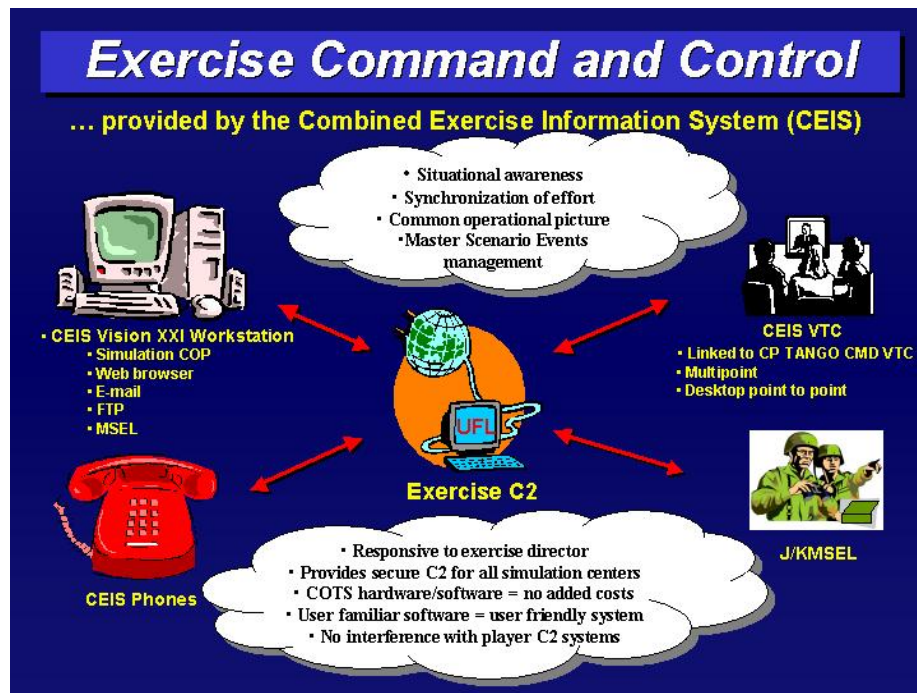 Exercise Command and Control
... provided by the Combined Exercise Information System (CEIS)
• Situational awareness
• Synchronization of effort
• Common operational picture
• Master Scenario Events
management
• CEIS Vision XXI Workstation
• Simulation COP
• Web browser
• E-mail
• FTP
• MSEL
CEIS VTC
• Linked to CP TANGO CMD VTC
• Multipoint
• Desktop point to point
UFL
Exercise C2
CEIS Phones
J/KMSEL
• Responsive to exercise director
• Provides secure C2 for all simulation centers
• COTS hardware/software = no added costs
• User familiar software = user friendly system
• No interference with player C2 systems